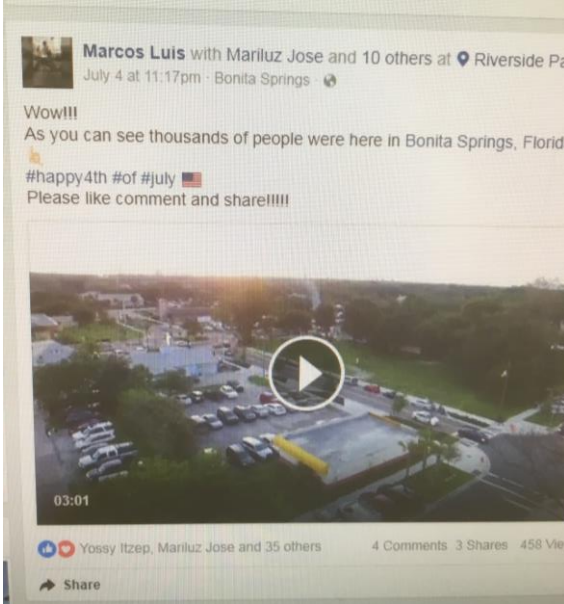 Marcos Luis with Mariluz Jose and 10 others at Riverside Pa
July 4 at 11:17pm · Bonita Springs ·
Wow!!!
As you can see thousands of people were here in Bonita Springs, Florid
#happy4th #of #july 🇺🇸
Please like comment and share!!!!!
03:01
Yossy Itzep, Mariluz Jose and 35 others
4 Comments 3 Shares 458 Vie
Share